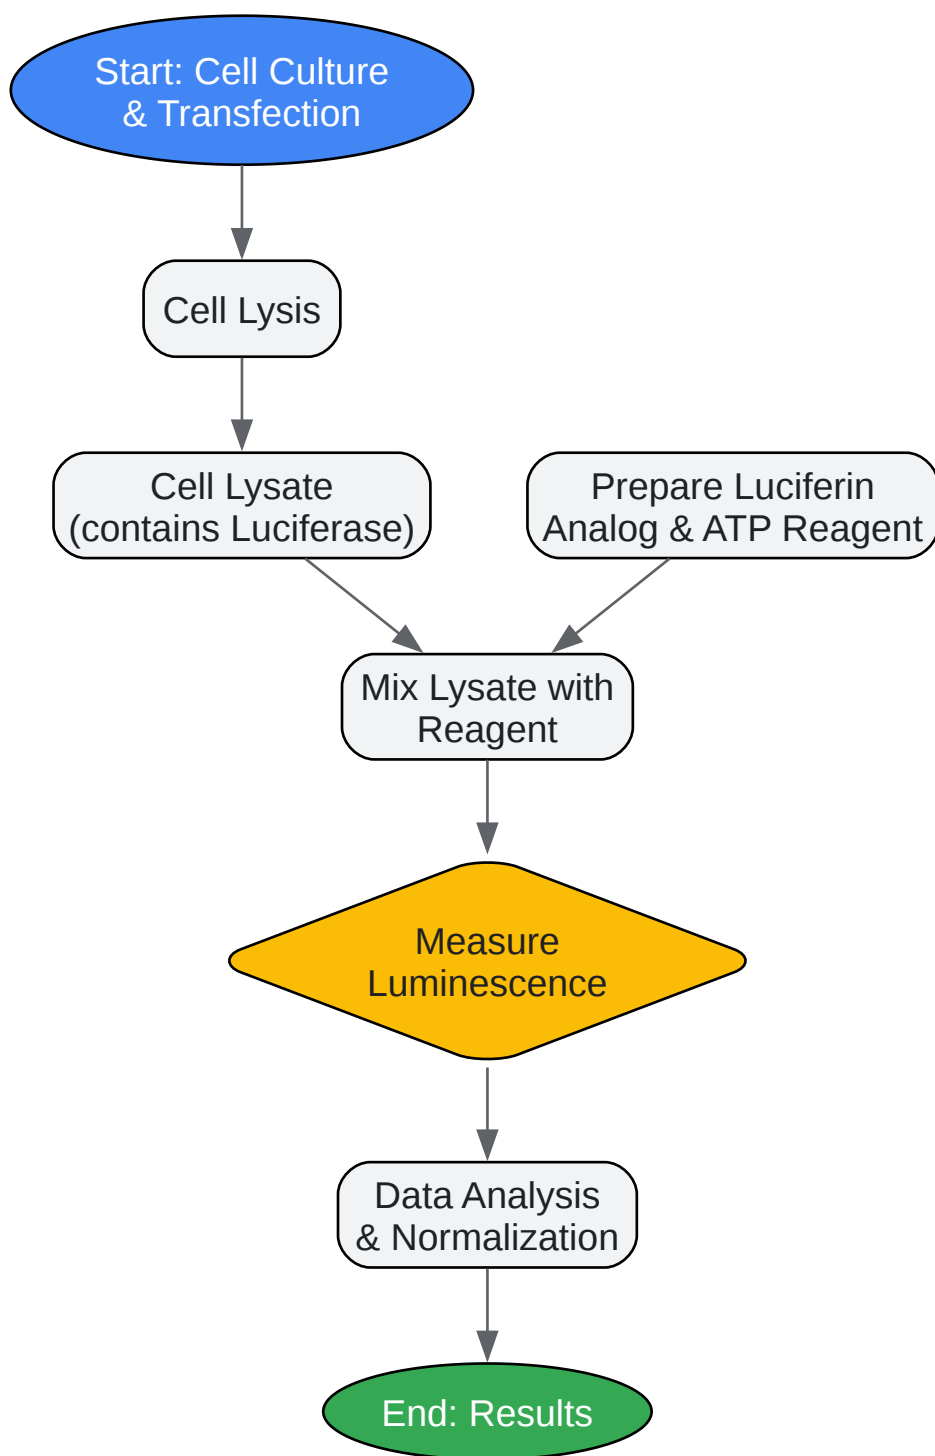 Start: Cell Culture
& Transfection
Cell Lysis
Cell Lysate
(contains Luciferase)
Prepare Luciferin
Analog & ATP Reagent
Mix Lysate with
Reagent
Measure
Luminescence
Data Analysis
& Normalization
End: Results